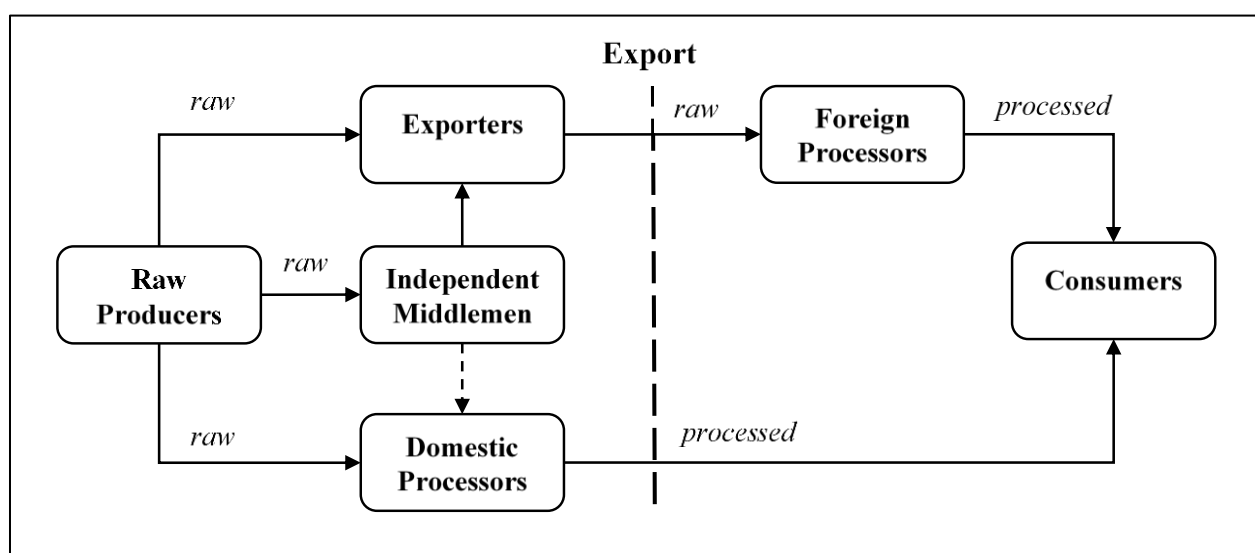 Export
raw
Exporters
raw
Foreign
Processors
processed
Raw
Producers
raw
Independent
Middlemen
Consumers
raw
Domestic
Processors
processed